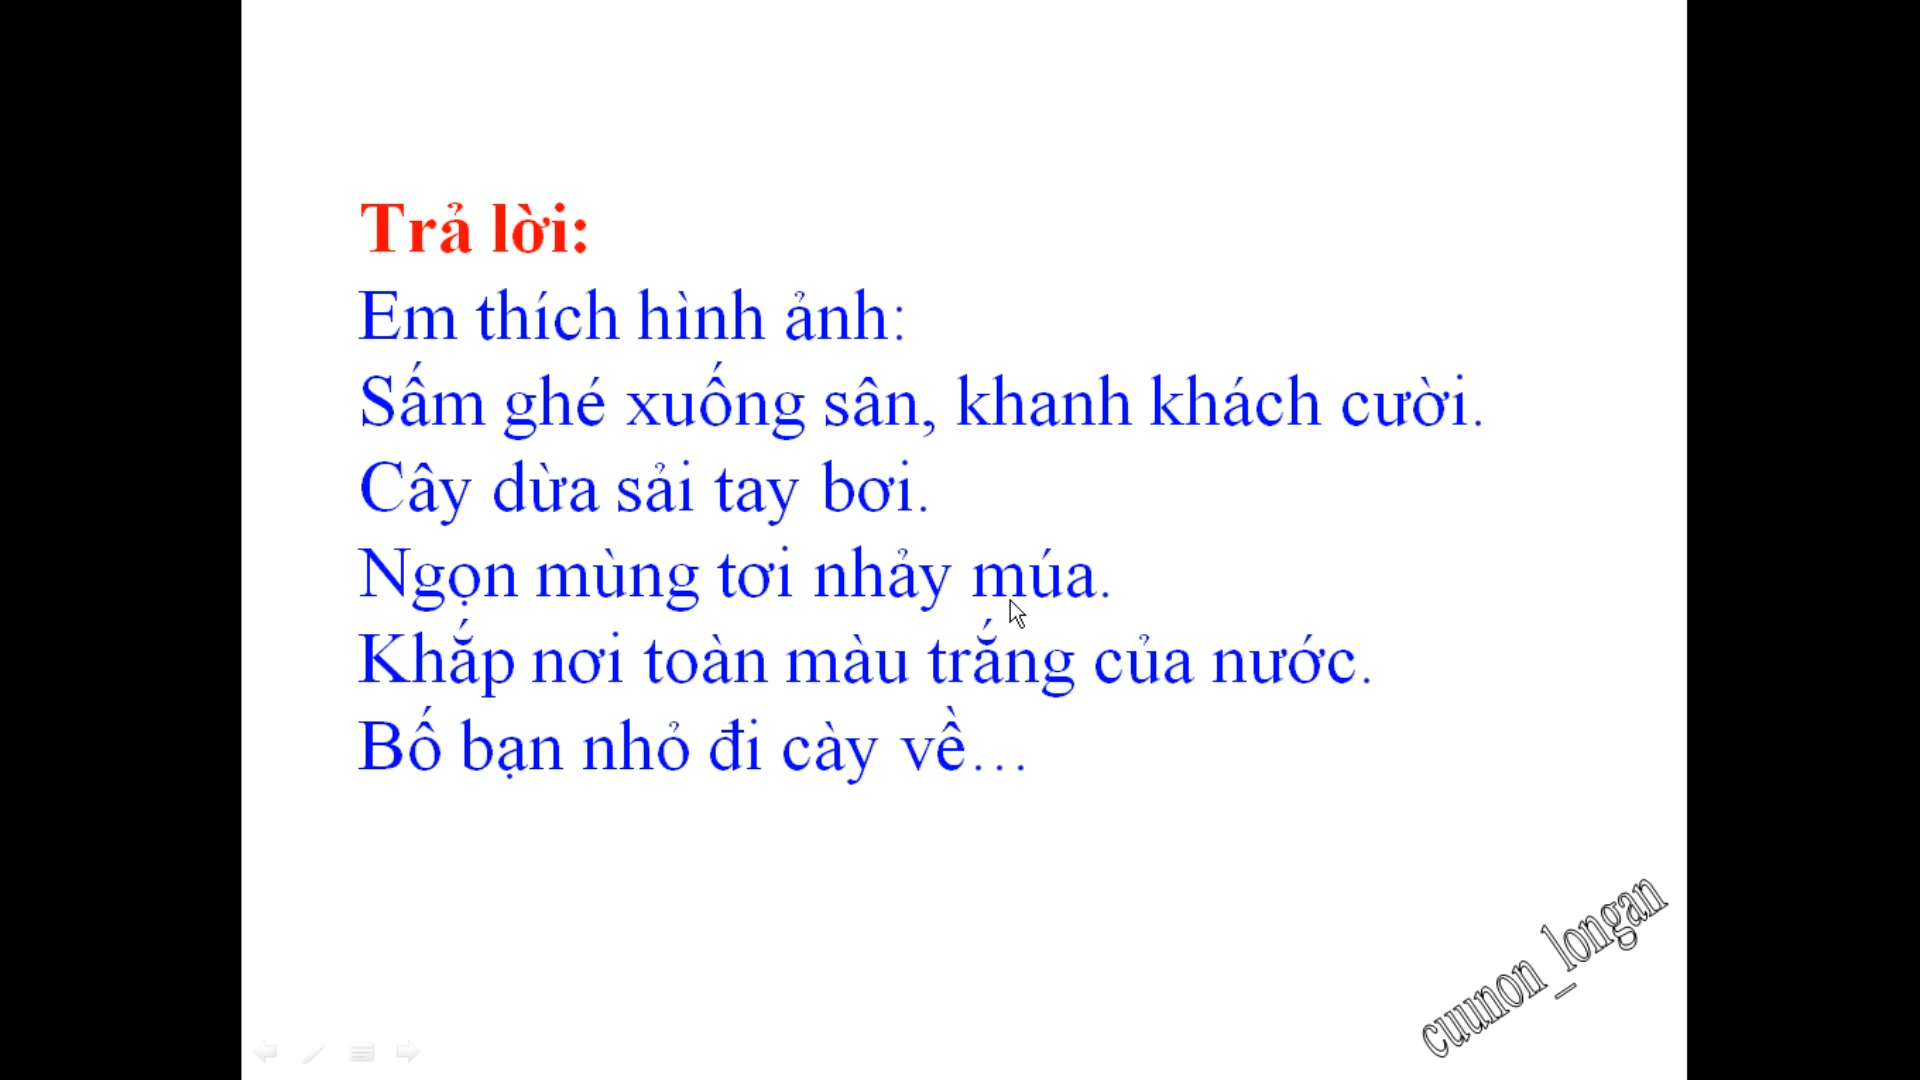 Trả lời:
Em thích hình ảnh:
Sấm ghé xuống sân, khanh khách cười.
Cây dừa sải tay bơi.
Ngọn mùng tơi nhảy múa.
Khắp nơi toàn màu trắng của nước.
Bố bạn nhỏ đi cày về…
cuunon_longan